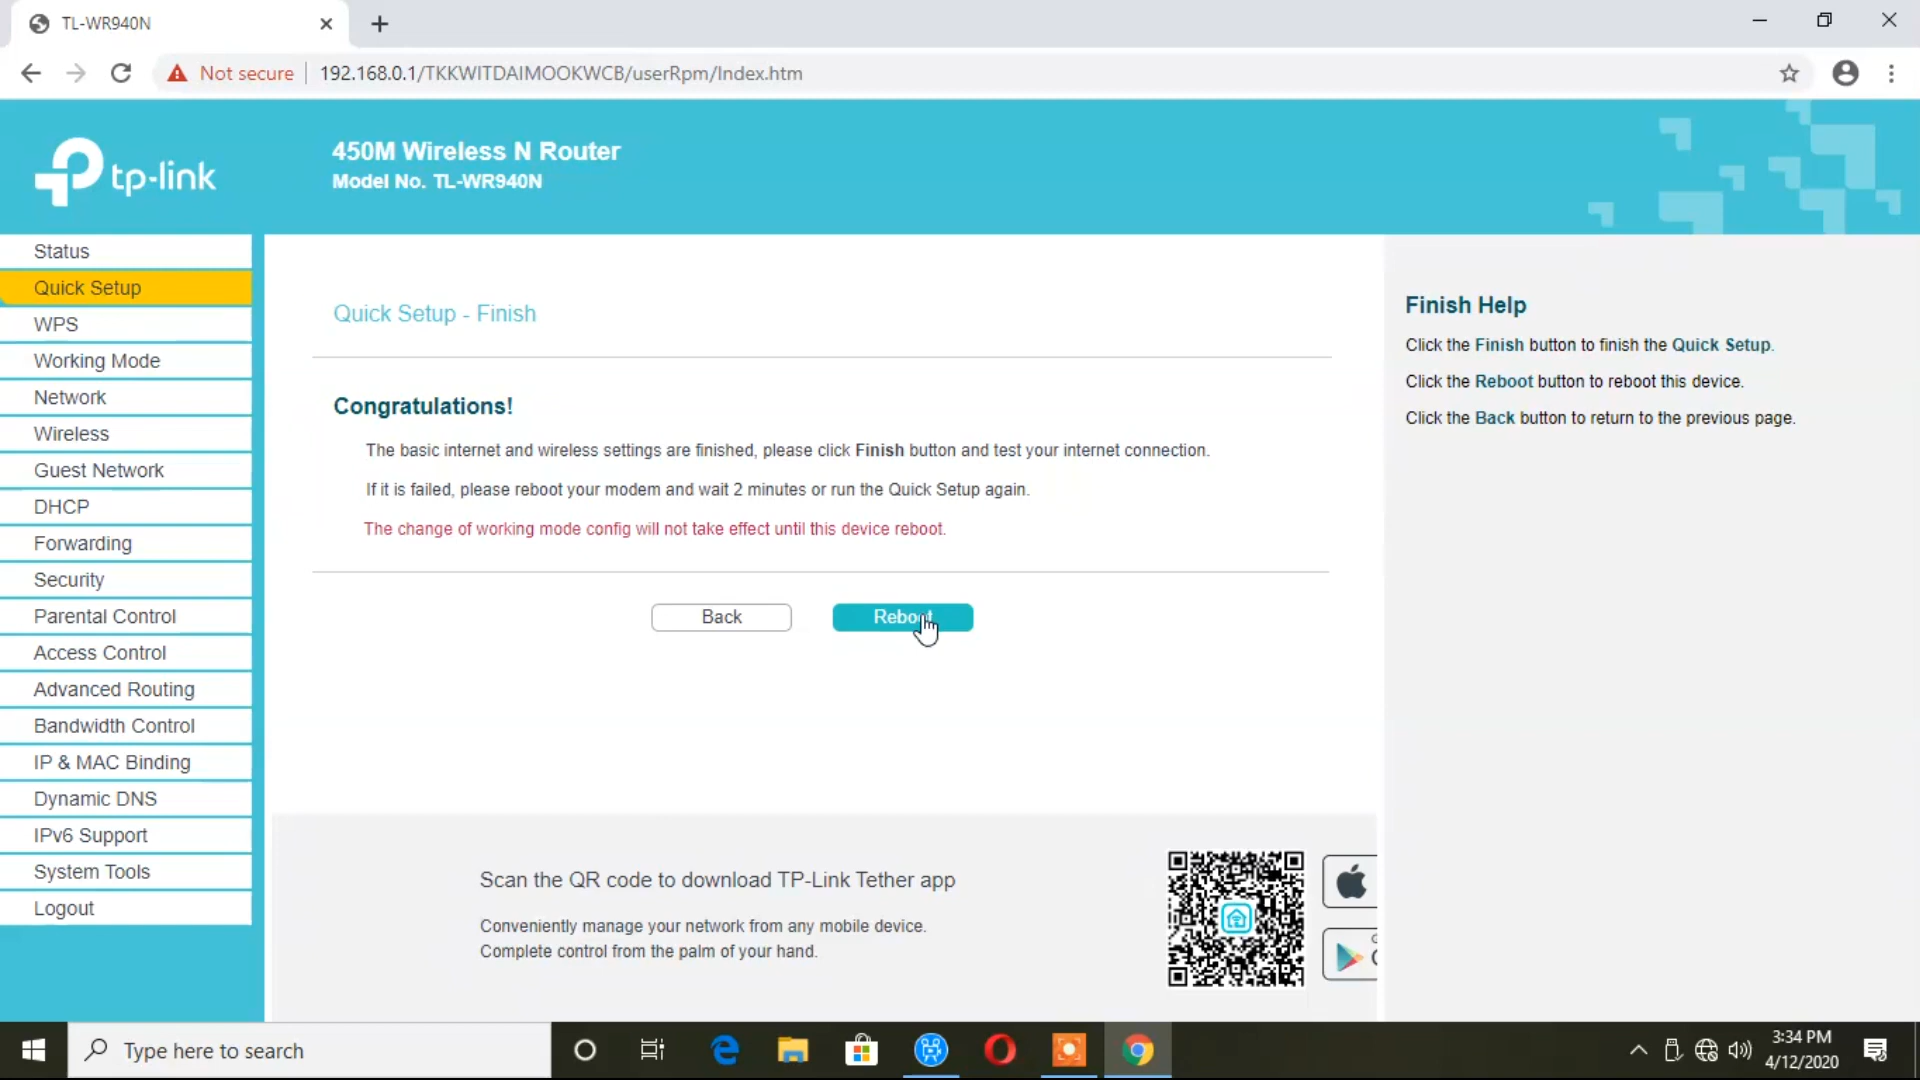 TL-WR940N
Not secure
192.168.0.1/TKKWITDAIMOOKWCB/userRpm/Index.htm
tp-link
450M Wireless N Router
Model No. TL-WR940N
Status
Quick Setup
WPS
Working Mode
Network
Wireless
Guest Network
DHCP
Forwarding
Security
Parental Control
Access Control
Advanced Routing
Bandwidth Control
IP & MAC Binding
Dynamic DNS
IPv6 Support
System Tools
Logout
Quick Setup - Finish
Congratulations!
The basic internet and wireless settings are finished, please click Finish button and test your internet connection.
If it is failed, please reboot your modem and wait 2 minutes or run the Quick Setup again.
The change of working mode config will not take effect until this device reboot.
Back
Reboot
Finish Help
Click the Finish button to finish the Quick Setup.
Click the Reboot button to reboot this device.
Click the Back button to return to the previous page.
Scan the QR code to download TP-Link Tether app
Conveniently manage your network from any mobile device.
Complete control from the palm of your hand.
Type here to search
3:34 PM
4/12/2020